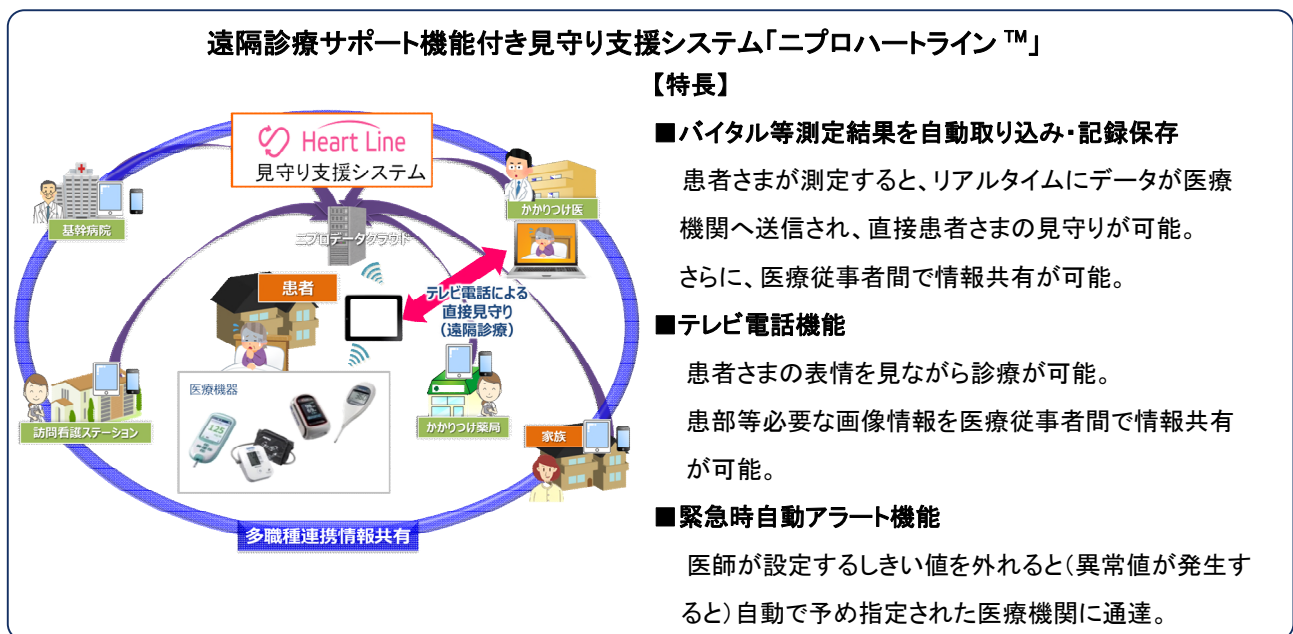 遠隔診療サポート機能付き見守り支援システム「ニプロハートライン™」
Heart Line
見守り支援システム
基幹病院
かかりつけ医
ニプロデータクラウド
患者
テレビ電話による
直接見守り
（遠隔診療）
医療機器
125
訪問看護ステーション
かかりつけ薬局
家族
多職種連携情報共有
【特長】
■バイタル等測定結果を自動取り込み・記録保存
患者さまが測定すると、リアルタイムにデータが医療
機関へ送信され、直接患者さまの見守りが可能。
さらに、医療従事者間で情報共有が可能。
■テレビ電話機能
患者さまの表情を見ながら診療が可能。
患部等必要な画像情報を医療従事者間で情報共有
が可能。
■緊急時自動アラート機能
医師が設定するしきい値を外れると（異常値が発生す
ると）自動で予め指定された医療機関に通達。